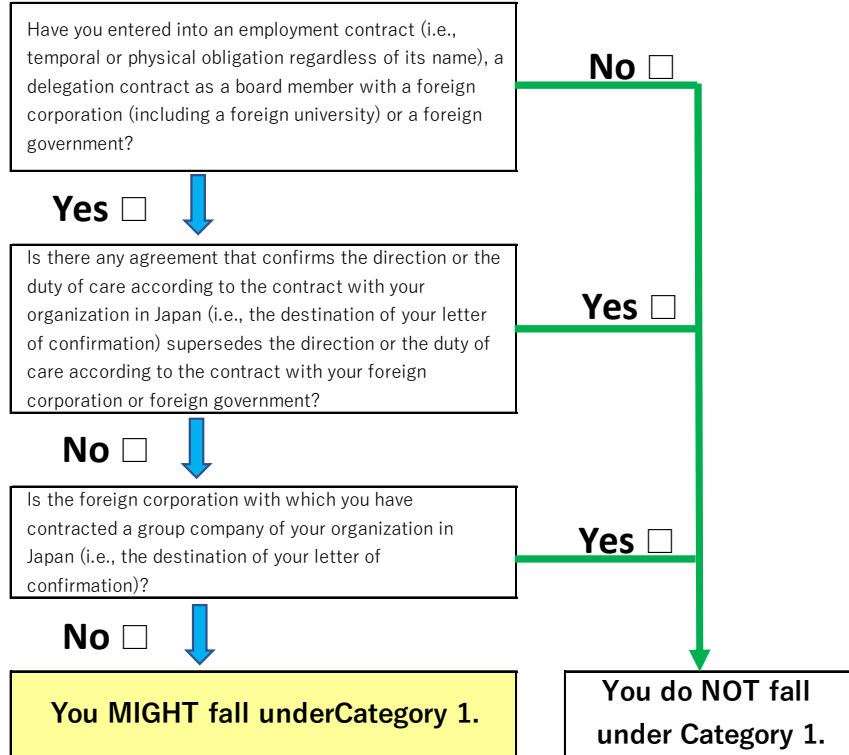 Have you entered into an employment contract (i.e.,
temporal or physical obligation regardless of its name), a
delegation contract as a board member with a foreign
corporation (including a foreign university) or a foreign
government?
No □
Yes □
Is there any agreement that confirms the direction or the
duty of care according to the contract with your
organization in Japan (i.e., the destination of your letter
of confirmation) supersedes the direction or the duty of
care according to the contract with your foreign
corporation or foreign government?
Yes □
No □
Is the foreign corporation with which you have
contracted a group company of your organization in
Japan (i.e., the destination of your letter of
confirmation)?
Yes □
No □
You MIGHT fall underCategory 1.
You do NOT fall
under Category 1.